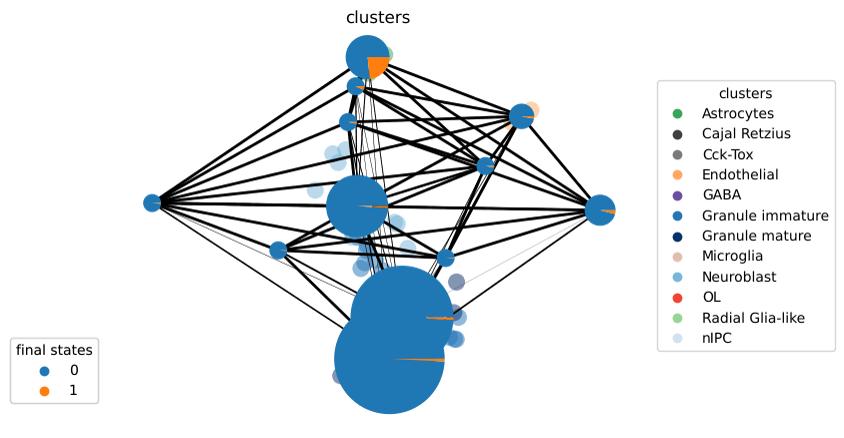 clusters
clusters
Astrocytes
Cajal Retzius
Cck-Tox
Endothelial
GABA
Granule immature
Granule mature
Microglia
Neuroblast
OL
Radial Glia-like
nIPC
final states
0
1